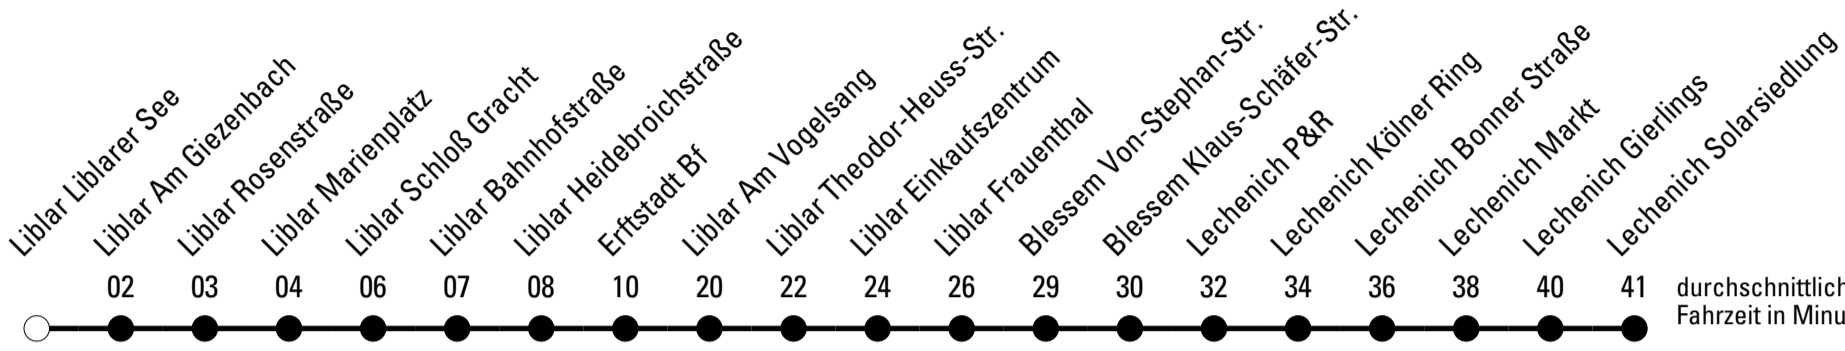 Liblar Liblarer See
Liblar Am Giezenbach
Liblar Rosenstraße
Liblar Marienplatz
Liblar Schloß Gracht
Liblar Bahnhofstraße
Liblar Heidebroichstraße
Erftstadt Bf
Liblar Am Vogelsang
Liblar Theodor-Heuss-Str.
Liblar Einkaufszentrum
Liblar Frauenthal
Blessem Von-Stephan-Str.
Blessem Klaus-Schäfer-Str.
Lechenich P&R
Lechenich Kölner Ring
Lechenich Bonner Straße
Lechenich Markt
Lechenich Gierlings
Lechenich Solarsiedlung
02 03 04 06 07 08 10 20 22 24 26 29 30 32 34 36 38 40 41
durchschnittlich
Fahrzeit in Minu